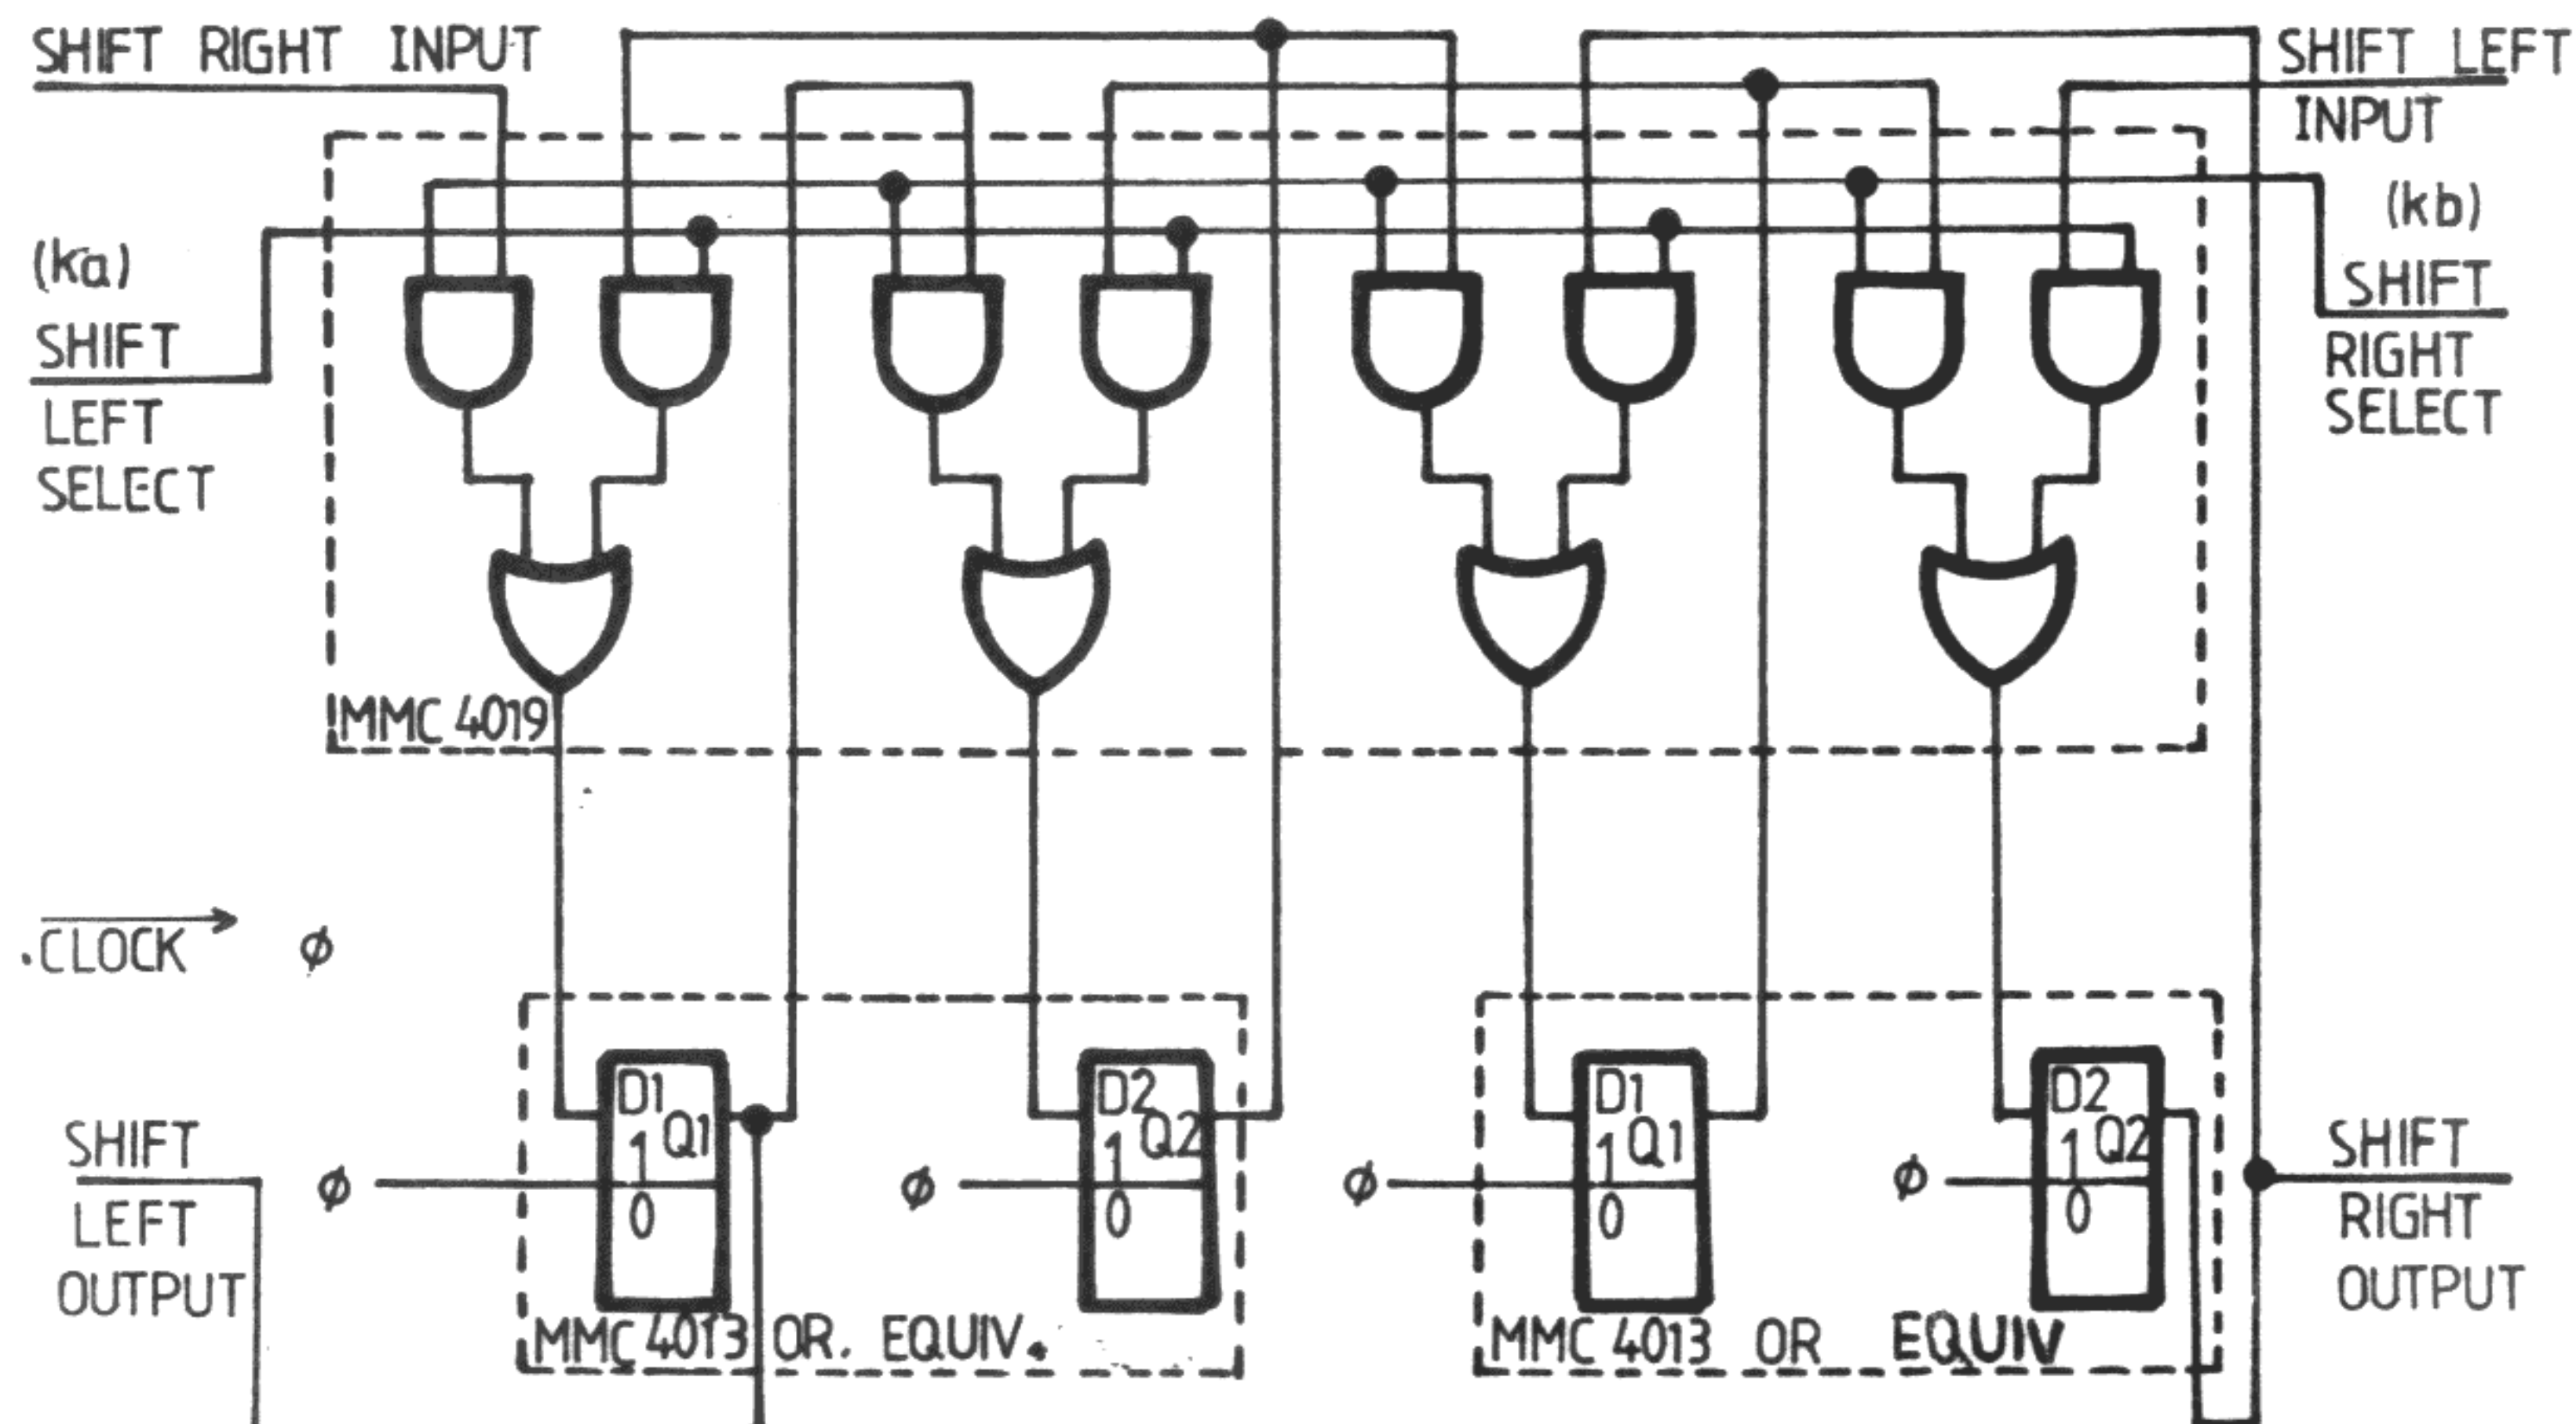 SHIFT RIGHT INPUT
SHIFT LEFT
INPUT
(ka)
SHIFT
LEFT
SELECT
(kb)
SHIFT
RIGHT
SELECT
MMC 4019
.CLOCK
ϕ
SHIFT
LEFT
OUTPUT
ϕ
D1
Q1
1
0
ϕ
D2
Q2
1
0
MMC 4013 OR. EQUIV.
ϕ
D1
Q1
1
0
ϕ
D2
Q2
1
0
MMC 4013 OR EQUIV
SHIFT
RIGHT
OUTPUT